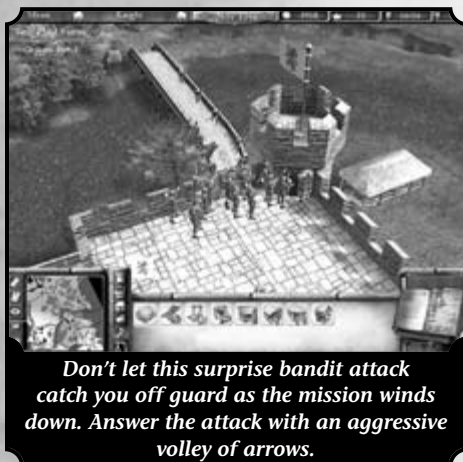 Don't let this surprise bandit attack
catch you off guard as the mission winds
down. Answer the attack with an aggressive
volley of arrows.